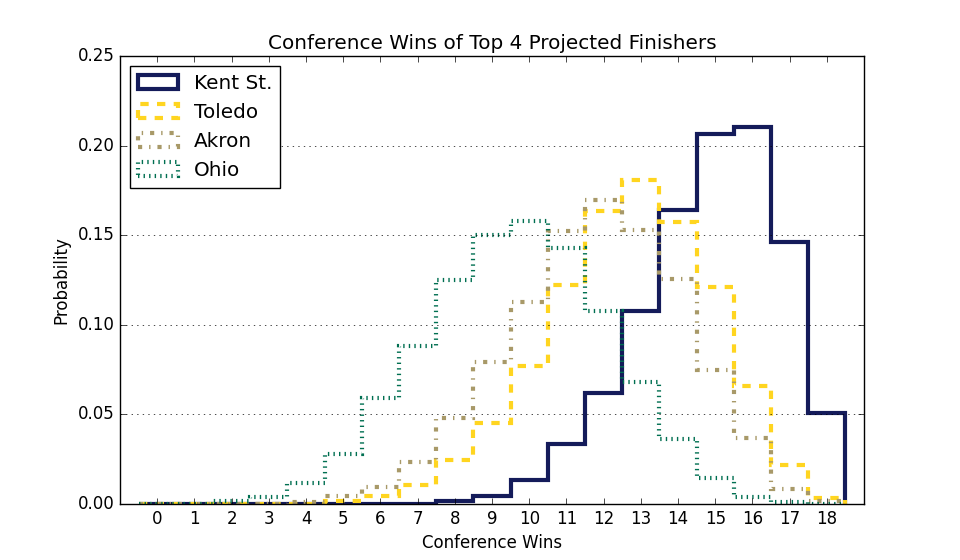 Conference Wins of Top 4 Projected Finishers
0.25
0.20
0.15
0.10
0.05
0.00
Probability
Kent St.
Toledo
Akron
Ohio
0 1 2 3 4 5 6 7 8 9 10 11 12 13 14 15 16 17 18
Conference Wins